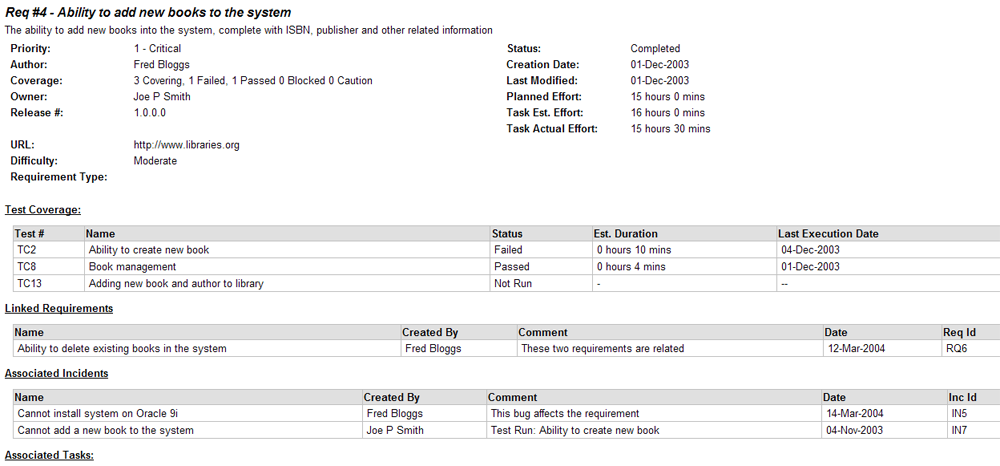 Req #4 - Ability to add new books to the system
The ability to add new books into the system, complete with ISBN, publisher and other related information
Priority: 1 - Critical Status: Completed
Author: Fred Bloggs Creation Date: 01-Dec-2003
Coverage: 3 Covering, 1 Failed, 1 Passed 0 Blocked 0 Caution Last Modified: 01-Dec-2003
Owner: Joe P Smith Planned Effort: 15 hours 0 mins
Release #: 1.0.0.0 Task Est. Effort: 16 hours 0 mins
Task Actual Effort: 15 hours 30 mins
URL: http://www.libraries.org
Difficulty: Moderate
Requirement Type:
Test Coverage:
Test # Name Status Est. Duration Last Execution Date
TC2 Ability to create new book Failed 0 hours 10 mins 04-Dec-2003
TC8 Book management Passed 0 hours 4 mins 01-Dec-2003
TC13 Adding new book and author to library Not Run - --
Linked Requirements
Name Created By Comment Date Req Id
Ability to delete existing books in the system Fred Bloggs These two requirements are related 12-Mar-2004 RQ6
Associated Incidents
Name Created By Comment Date Inc Id
Cannot install system on Oracle 9i Fred Bloggs This bug affects the requirement 14-Mar-2004 IN5
Cannot add a new book to the system Joe P Smith Test Run: Ability to create new book 04-Nov-2003 IN7
Associated Tasks: